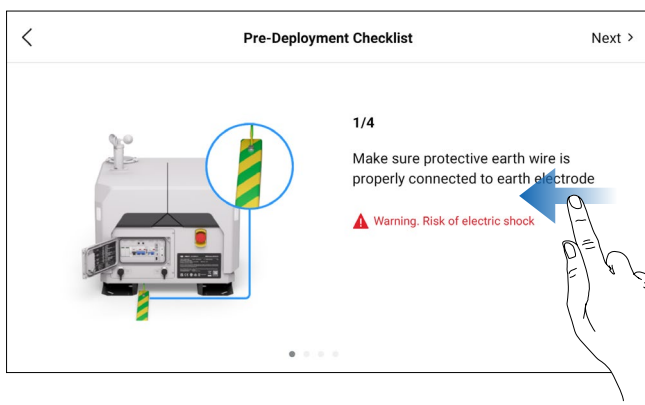 Pre-Deployment Checklist
Next
1/4
Make sure protective earth wire is
properly connected to earth electrode
Warning. Risk of electric shock